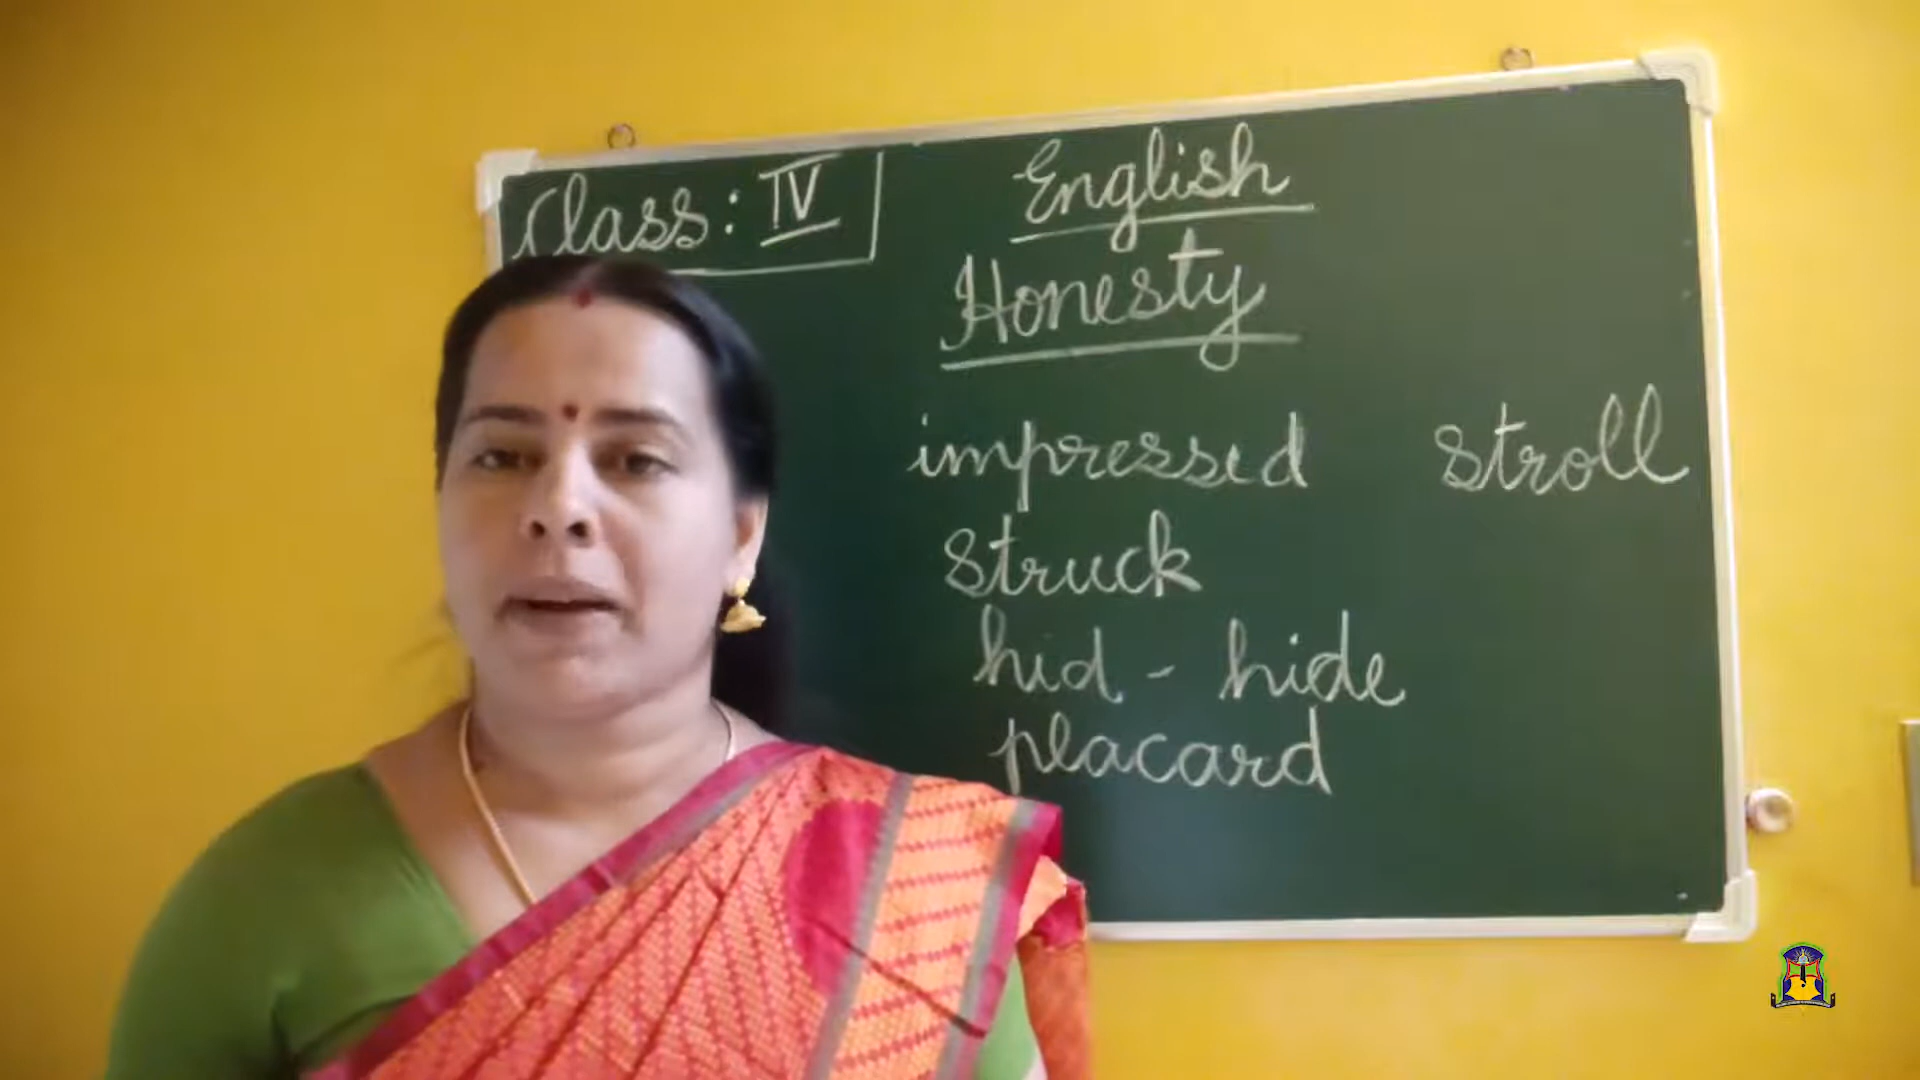 Class: IV
English
Honesty
impressed stroll
struck
hid - hide
placard